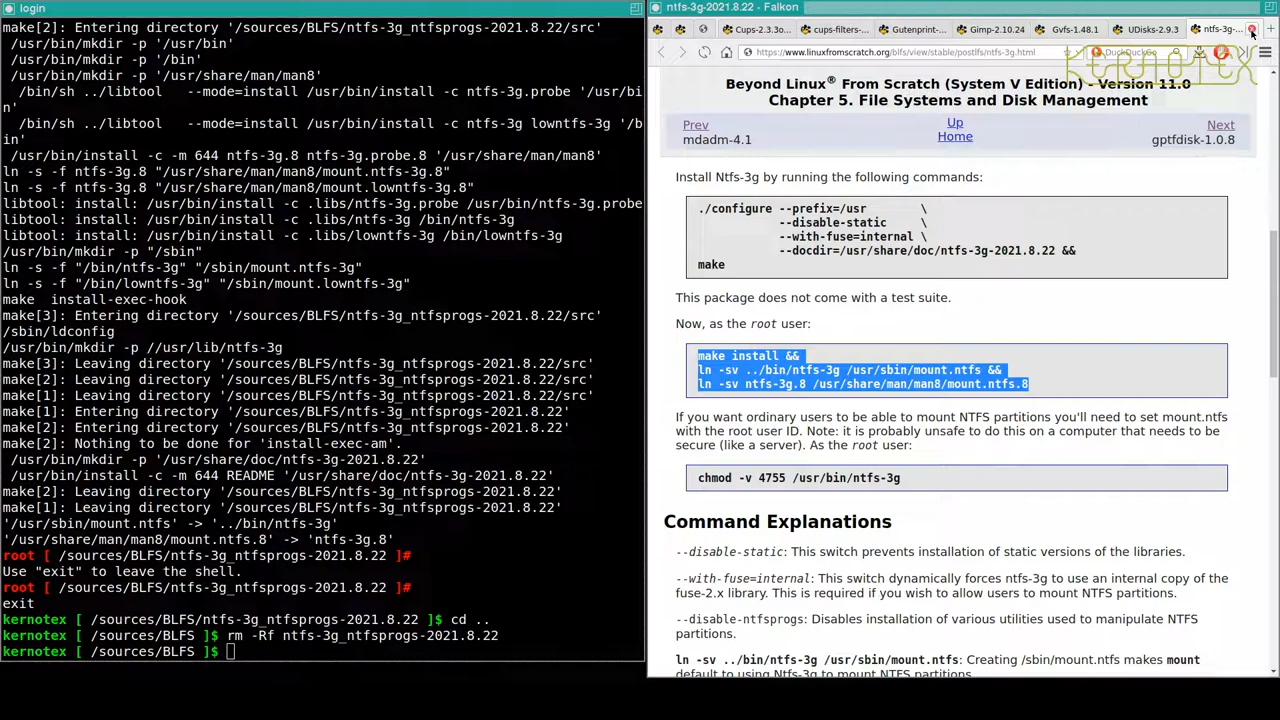 login
make[2]: Entering directory '/sources/BLFS/ntfs-3g_ntfsprogs-2021.8.22/src'
/usr/bin/mkdir -p '/usr/bin'
/usr/bin/mkdir -p '/bin'
/usr/bin/mkdir -p '/usr/share/man/man8'
/bin/sh ../libtool   --mode=install /usr/bin/install -c ntfs-3g.probe '/usr/bi
n'
/bin/sh ../libtool   --mode=install /usr/bin/install -c ntfs-3g lowntfs-3g '/b
in'
/usr/bin/install -c -m 644 ntfs-3g.8 ntfs-3g.probe.8 '/usr/share/man/man8'
ln -s -f ntfs-3g.8 "/usr/share/man/man8/mount.ntfs-3g.8"
ln -s -f ntfs-3g.8 "/usr/share/man/man8/mount.lowntfs-3g.8"
libtool: install: /usr/bin/install -c .libs/ntfs-3g.probe /usr/bin/ntfs-3g.probe
libtool: install: /usr/bin/install -c .libs/ntfs-3g /bin/ntfs-3g
libtool: install: /usr/bin/install -c .libs/lowntfs-3g /bin/lowntfs-3g
/usr/bin/mkdir -p "/sbin"
ln -s -f "/bin/ntfs-3g" "/sbin/mount.ntfs-3g"
ln -s -f "/bin/lowntfs-3g" "/sbin/mount.lowntfs-3g"
make  install-exec-hook
make[3]: Entering directory '/sources/BLFS/ntfs-3g_ntfsprogs-2021.8.22/src'
/sbin/ldconfig
/usr/bin/mkdir -p //usr/lib/ntfs-3g
make[3]: Leaving directory '/sources/BLFS/ntfs-3g_ntfsprogs-2021.8.22/src'
make[2]: Leaving directory '/sources/BLFS/ntfs-3g_ntfsprogs-2021.8.22/src'
make[1]: Leaving directory '/sources/BLFS/ntfs-3g_ntfsprogs-2021.8.22/src'
make[1]: Entering directory '/sources/BLFS/ntfs-3g_ntfsprogs-2021.8.22'
make[2]: Entering directory '/sources/BLFS/ntfs-3g_ntfsprogs-2021.8.22'
make[2]: Nothing to be done for 'install-exec-am'.
/usr/bin/mkdir -p '/usr/share/doc/ntfs-3g-2021.8.22'
/usr/bin/install -c -m 644 README '/usr/share/doc/ntfs-3g-2021.8.22'
make[2]: Leaving directory '/sources/BLFS/ntfs-3g_ntfsprogs-2021.8.22'
make[1]: Leaving directory '/sources/BLFS/ntfs-3g_ntfsprogs-2021.8.22'
'/usr/sbin/mount.ntfs' -> '../bin/ntfs-3g'
'/usr/share/man/man8/mount.ntfs.8' -> 'ntfs-3g.8'
root [ /sources/BLFS/ntfs-3g_ntfsprogs-2021.8.22 ]#
Use "exit" to leave the shell.
root [ /sources/BLFS/ntfs-3g_ntfsprogs-2021.8.22 ]#
exit
kernotex [ /sources/BLFS/ntfs-3g_ntfsprogs-2021.8.22 ]$ cd ..
kernotex [ /sources/BLFS ]$ rm -Rf ntfs-3g_ntfsprogs-2021.8.22
kernotex [ /sources/BLFS ]$
ntfs-3g-2021.8.22 - Falkon
Cups-2.3.3o... cups-filters-... Gutenprint-... Gimp-2.10.24 Gvfs-1.48.1 UDisks-2.9.3 ntfs-3g-...
https://www.linuxfromscratch.org/blfs/view/stable/postlfs/ntfs-3g.html DuckDuckGo
KERNOTEX
Beyond Linux® From Scratch (System V Edition) - Version 11.0
Chapter 5. File Systems and Disk Management
Prev Up Next
mdadm-4.1 Home gptfdisk-1.0.8
Install Ntfs-3g by running the following commands:
./configure --prefix=/usr        \
--disable-static     \
--with-fuse=internal \
--docdir=/usr/share/doc/ntfs-3g-2021.8.22 &&
make
This package does not come with a test suite.
Now, as the root user:
make install &&
ln -sv ../bin/ntfs-3g /usr/sbin/mount.ntfs &&
ln -sv ntfs-3g.8 /usr/share/man/man8/mount.ntfs.8
If you want ordinary users to be able to mount NTFS partitions you'll need to set mount.ntfs
with the root user ID. Note: it is probably unsafe to do this on a computer that needs to be
secure (like a server). As the root user:
chmod -v 4755 /usr/bin/ntfs-3g
Command Explanations
--disable-static: This switch prevents installation of static versions of the libraries.
--with-fuse=internal: This switch dynamically forces ntfs-3g to use an internal copy of the
fuse-2.x library. This is required if you wish to allow users to mount NTFS partitions.
--disable-ntfsprogs: Disables installation of various utilities used to manipulate NTFS
partitions.
ln -sv ../bin/ntfs-3g /usr/sbin/mount.ntfs: Creating /sbin/mount.ntfs makes mount
default to using Ntfs-3g to mount NTFS partitions.